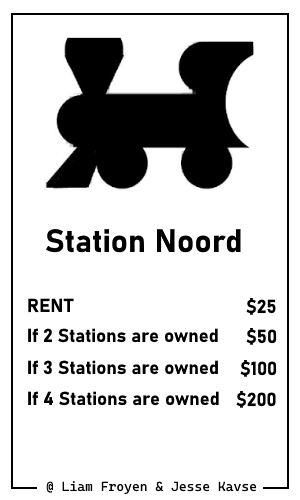 Station Noord
RENT $25
If 2 Stations are owned $50
If 3 Stations are owned $100
If 4 Stations are owned $200
@ Liam Froyen & Jesse Kavse